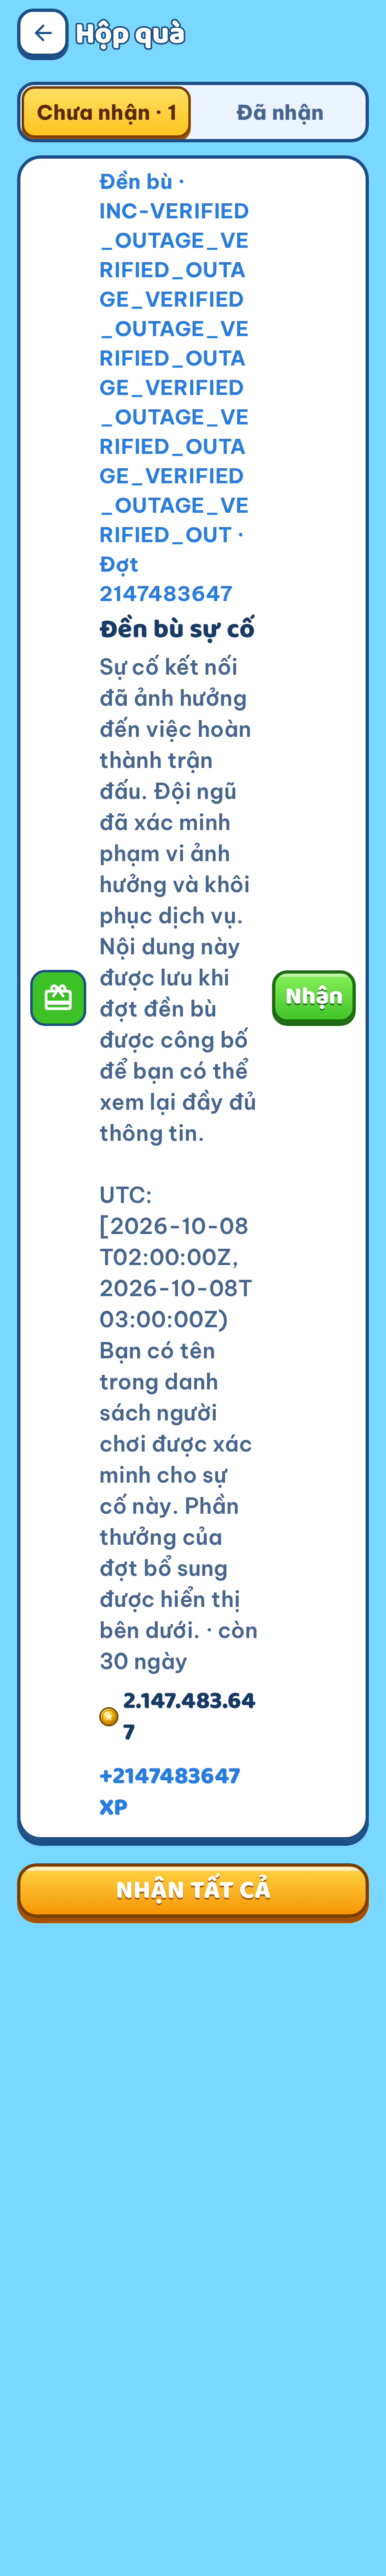 Hộp quà
Chưa nhận · 1
Đã nhận
Đền bù ·
INC-VERIFIED
_OUTAGE_VE
RIFIED_OUTA
GE_VERIFIED
_OUTAGE_VE
RIFIED_OUTA
GE_VERIFIED
_OUTAGE_VE
RIFIED_OUTA
GE_VERIFIED
_OUTAGE_VE
RIFIED_OUT ·
Đợt
2147483647
Đền bù sự cố
Sự cố kết nối
đã ảnh hưởng
đến việc hoàn
thành trận
đấu. Đội ngũ
đã xác minh
phạm vi ảnh
hưởng và khôi
phục dịch vụ.
Nội dung này
được lưu khi
đợt đền bù
được công bố
để bạn có thể
xem lại đầy đủ
thông tin.
Nhận
UTC:
[2026-10-08
T02:00:00Z,
2026-10-08T
03:00:00Z)
Bạn có tên
trong danh
sách người
chơi được xác
minh cho sự
cố này. Phần
thưởng của
đợt bổ sung
được hiển thị
bên dưới. · còn
30 ngày
2.147.483.64
7
+2147483647
XP
NHẬN TẤT CẢ